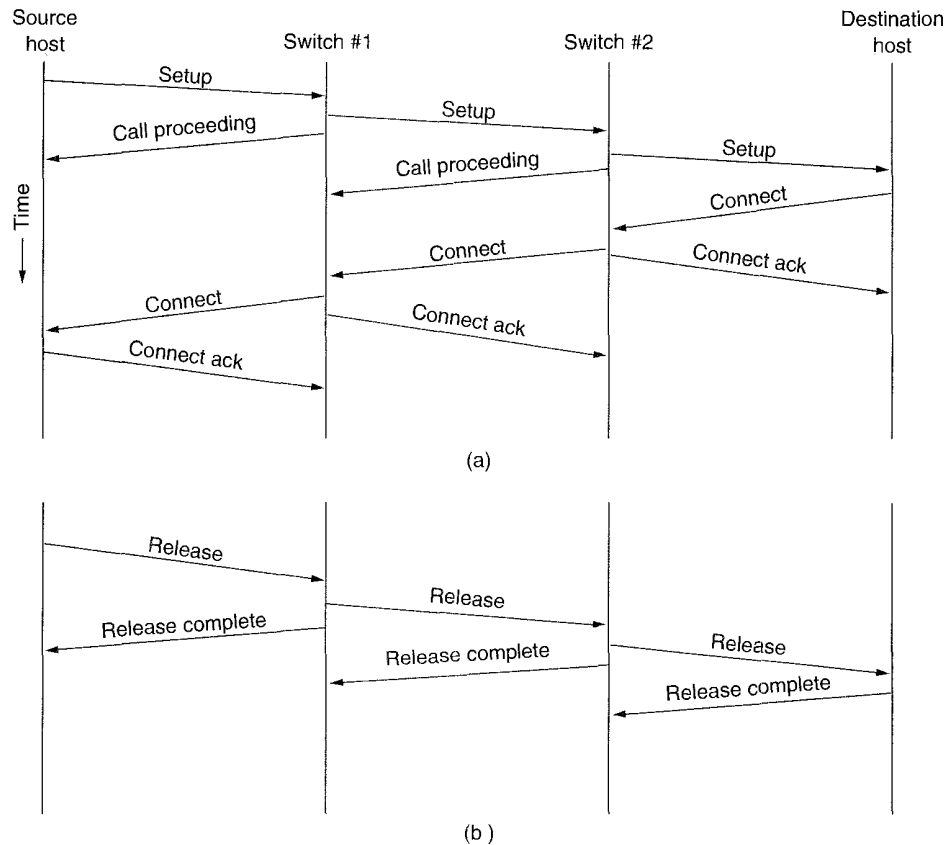 Source
host
Switch #1
Switch #2
Destination
host
Setup
Setup
Call proceeding
Setup
Call proceeding
Connect
Time
Connect
Connect ack
Connect
Connect ack
Connect ack
(a)
Release
Release
Release complete
Release
Release complete
Release complete
(b )